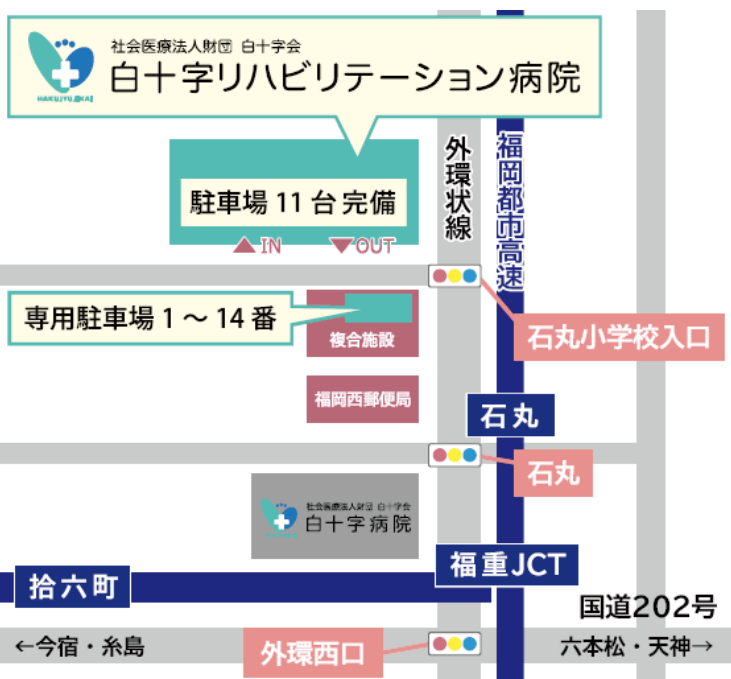 社会医療法人財団 白十字会
白十字リハビリテーション病院
HAKUJYUJIKAI
駐車場11台完備
▲IN ▼OUT
外環状線
福岡都市高速
専用駐車場1～14番
複合施設
石丸小学校入口
福岡西郵便局
石丸
石丸
社会医療法人財団 白十字会
白十字病院
福重JCT
拾六町
国道202号
←今宿・糸島
外環西口
六本松・天神→